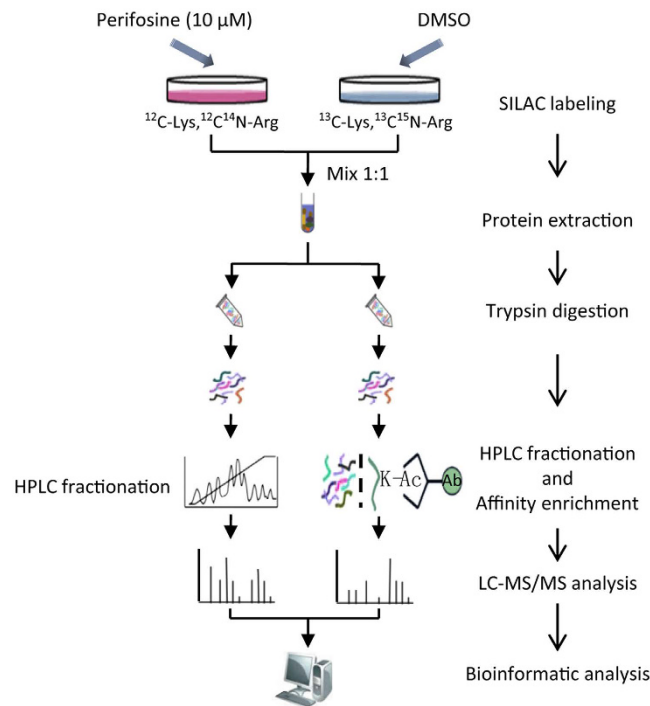 Perifosine (10 µM)
DMSO
¹²C-Lys,¹²C¹⁴N-Arg
¹³C-Lys,¹³C¹⁵N-Arg
SILAC labeling
Mix 1:1
Protein extraction
Trypsin digestion
HPLC fractionation
K-Ac
Ab
HPLC fractionation
and
Affinity enrichment
LC-MS/MS analysis
Bioinformatic analysis